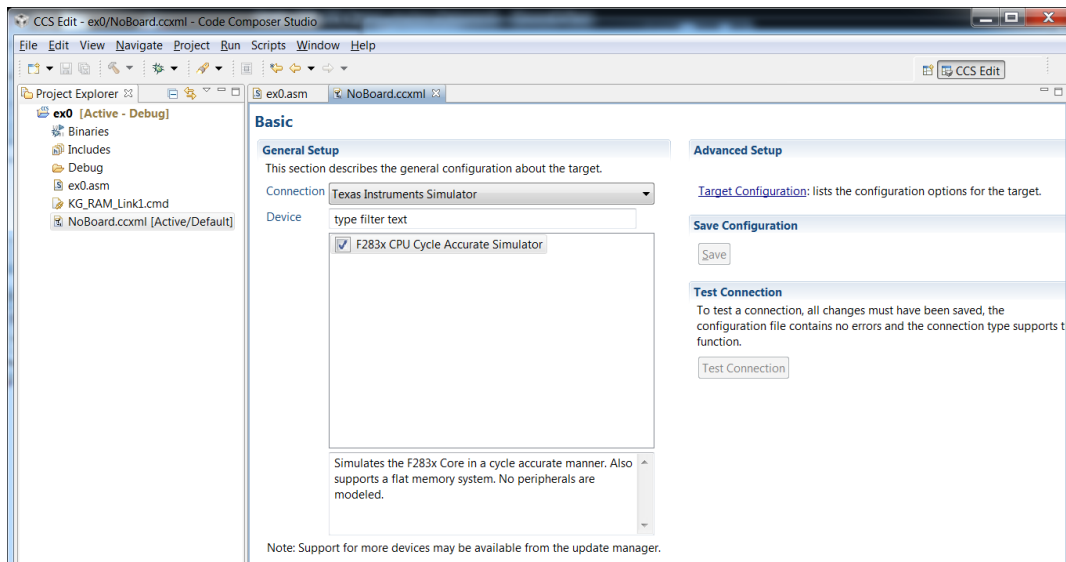 CCS Edit - ex0/NoBoard.ccxml - Code Composer Studio
File Edit View Navigate Project Run Scripts Window Help
CCS Edit
Project Explorer
ex0 [Active - Debug]
Binaries
Includes
Debug
ex0.asm
KG_RAM_Link1.cmd
NoBoard.ccxml [Active/Default]
ex0.asm NoBoard.ccxml
Basic
General Setup
This section describes the general configuration about the target.
Connection Texas Instruments Simulator
Device type filter text
F283x CPU Cycle Accurate Simulator
Simulates the F283x Core in a cycle accurate manner. Also
supports a flat memory system. No peripherals are
modeled.
Note: Support for more devices may be available from the update manager.
Advanced Setup
Target Configuration: lists the configuration options for the target.
Save Configuration
Save
Test Connection
To test a connection, all changes must have been saved, the
configuration file contains no errors and the connection type supports t
function.
Test Connection